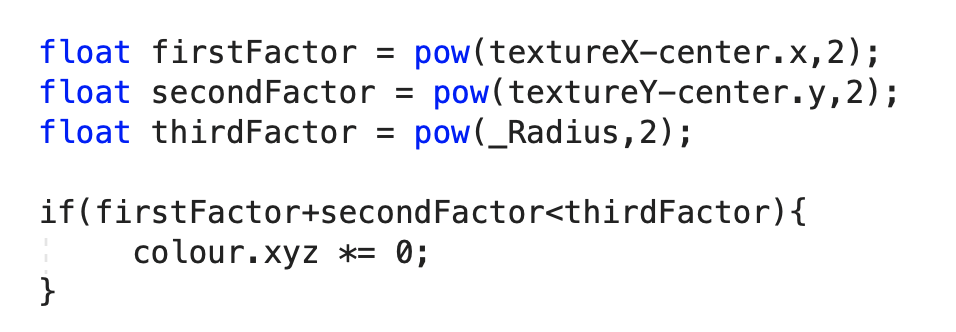 float firstFactor = pow(textureX-center.x,2);
float secondFactor = pow(textureY-center.y,2);
float thirdFactor = pow(_Radius,2);
if(firstFactor+secondFactor<thirdFactor){
colour.xyz *= 0;
}